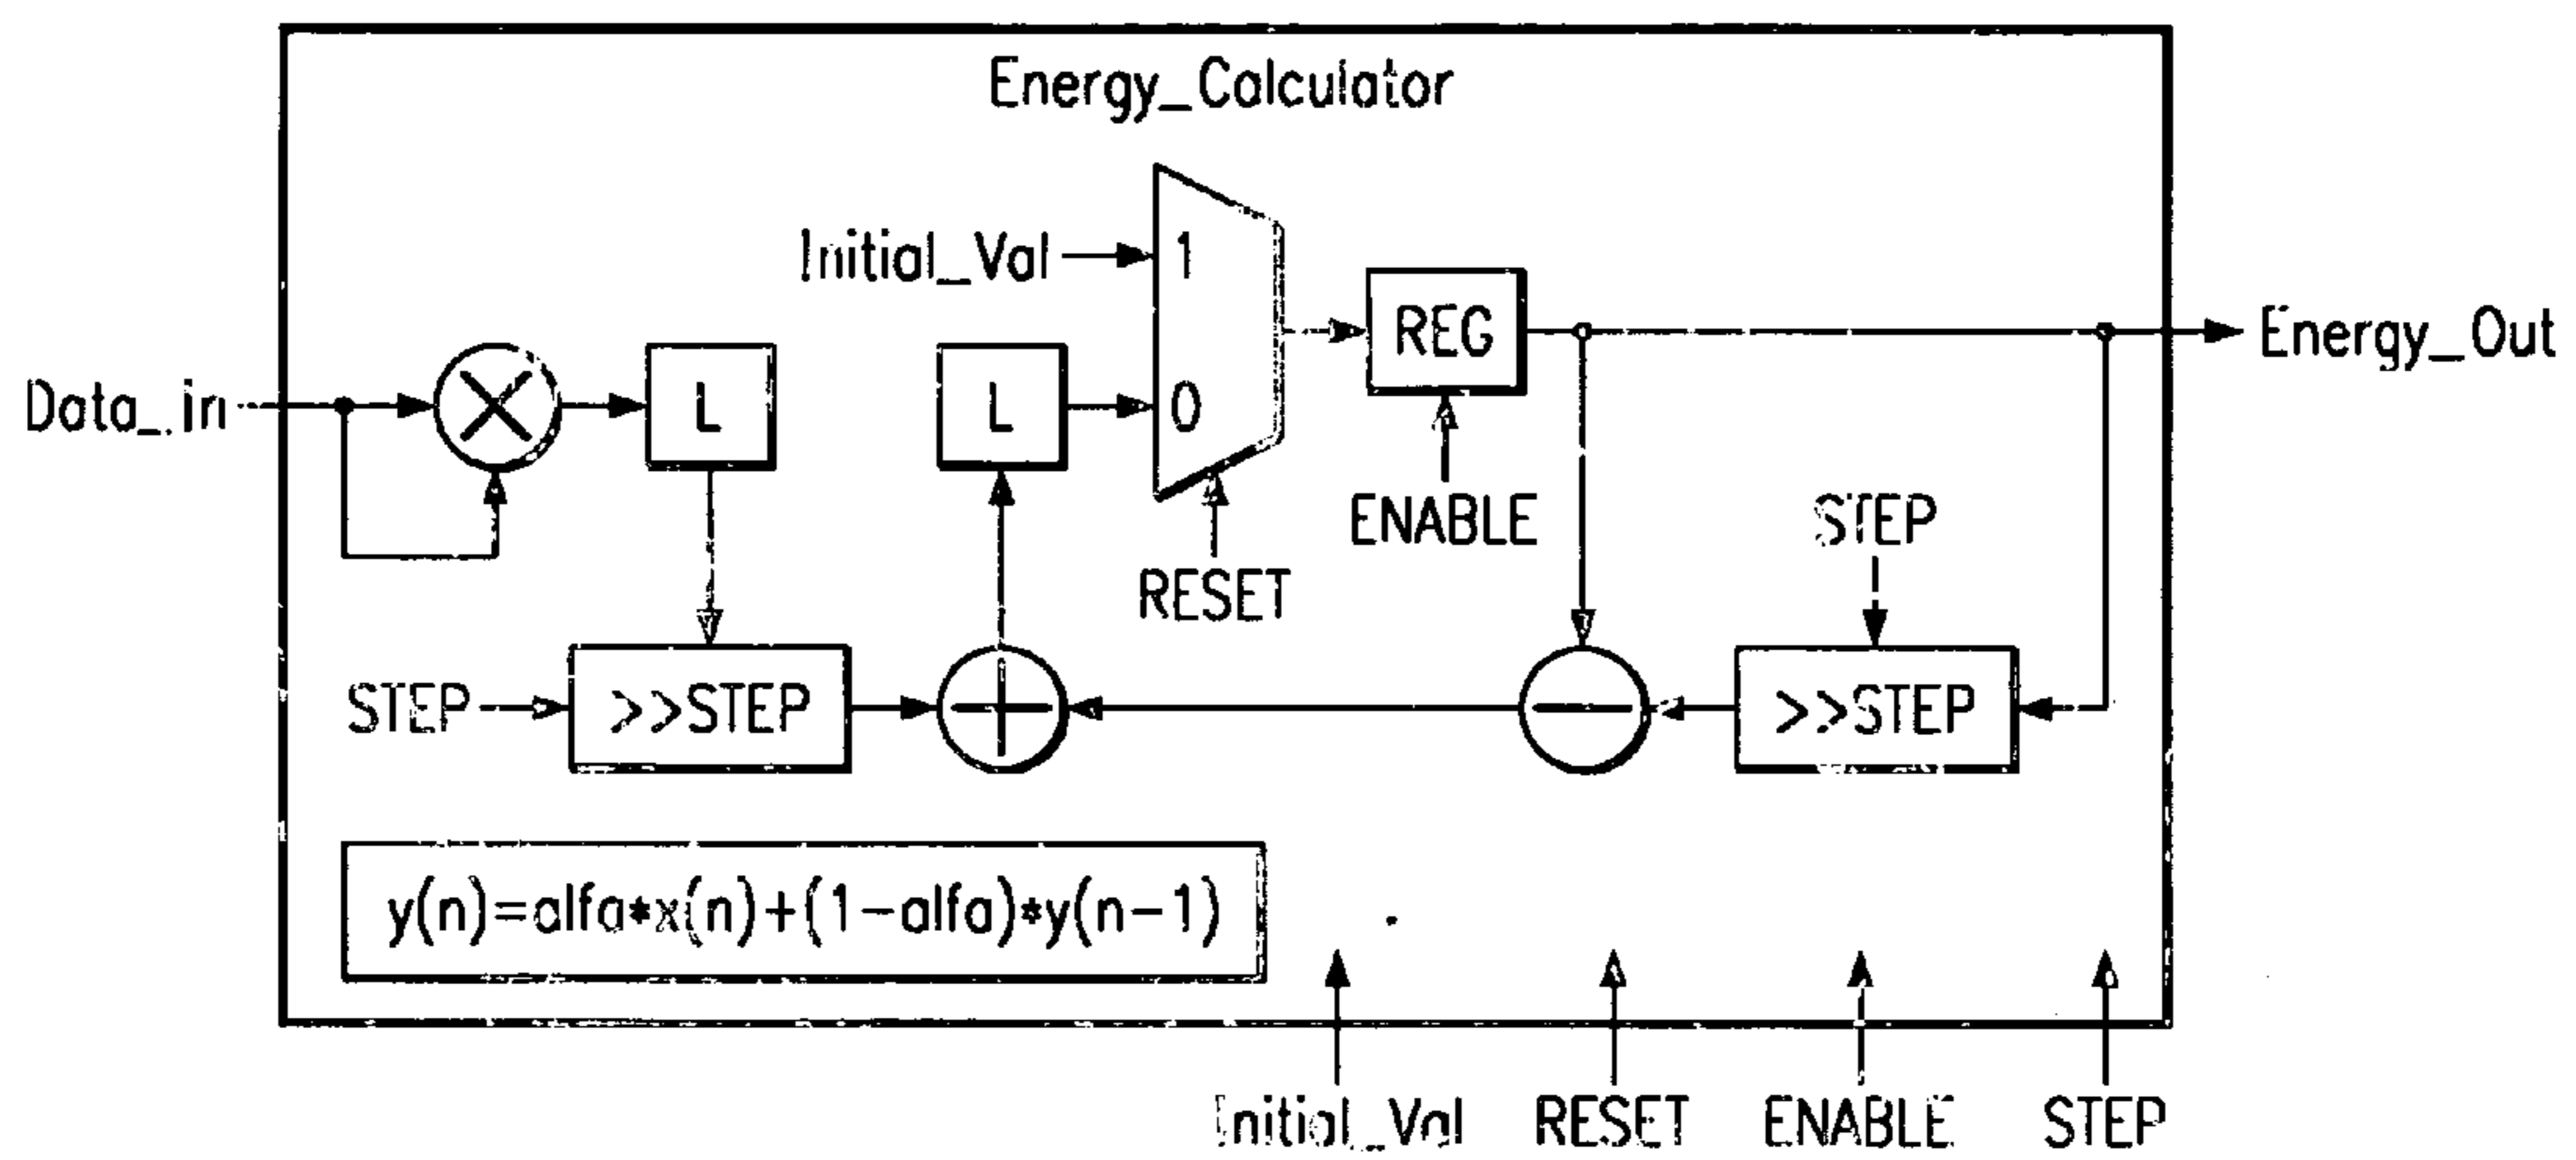 Energy_Calculator
Initial_Val
1
REG
Energy_Out
Data_in
L
L
0
ENABLE
STEP
RESET
STEP
>>STEP
>>STEP
y(n)=alfa*x(n)+(1-alfa)*y(n-1)
Initial_Val
RESET
ENABLE
STEP